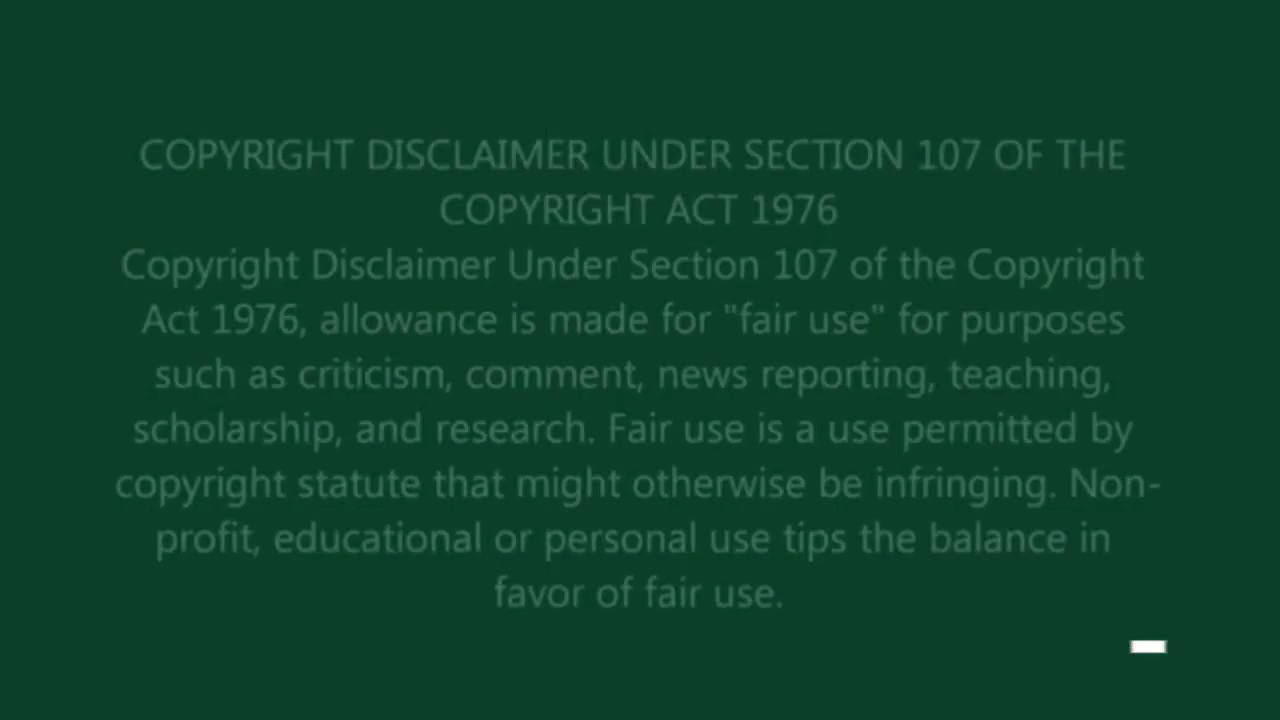 COPYRIGHT DISCLAIMER UNDER SECTION 107 OF THE
COPYRIGHT ACT 1976
Copyright Disclaimer Under Section 107 of the Copyright
Act 1976, allowance is made for "fair use" for purposes
such as criticism, comment, news reporting, teaching,
scholarship, and research. Fair use is a use permitted by
copyright statute that might otherwise be infringing. Non-
profit, educational or personal use tips the balance in
favor of fair use.